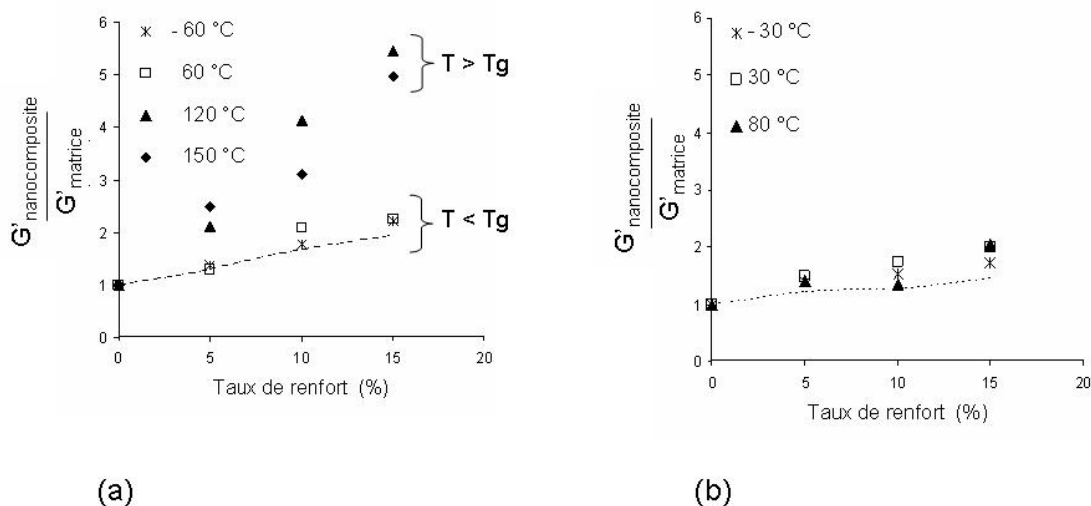 6
5
4
3
2
1
0
0
5
10
15
20
- 60 °C
60 °C
120 °C
150 °C
T > Tg
T < Tg
G'nanocomposite
G'matrice
Taux de renfort (%)
(a)
6
5
4
3
2
1
0
0
5
10
15
20
- 30 °C
30 °C
80 °C
G'nanocomposite
G'matrice
Taux de renfort (%)
(b)